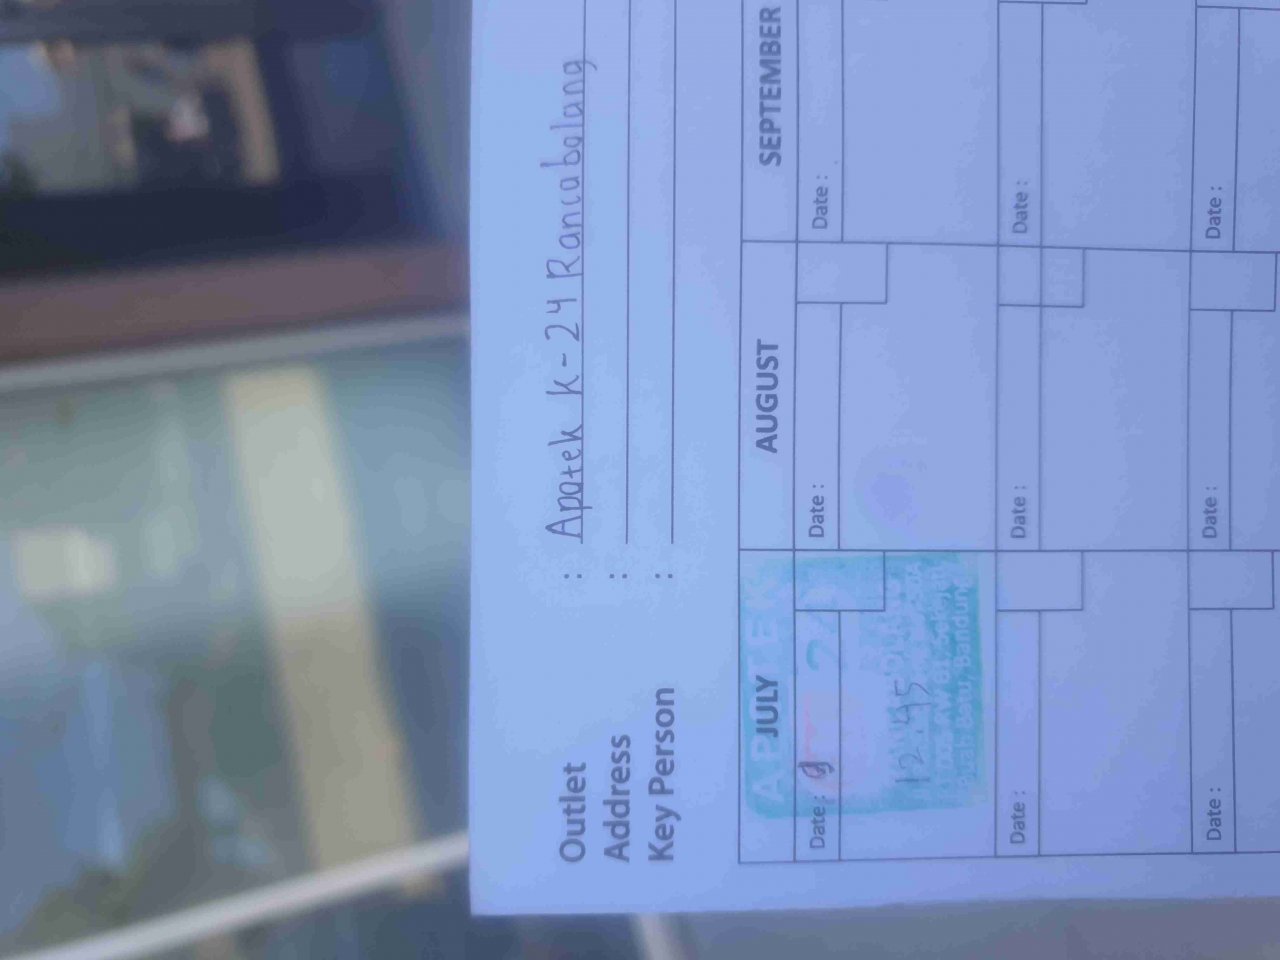 Outlet : Apotek K-24 Rancabolang
Address :
Key Person :
JULY AUGUST SEPTEMBER
Date : 9 Date : Date :
APOTEK
12.45
Bandung
Date : Date : Date :
Date : Date : Date :